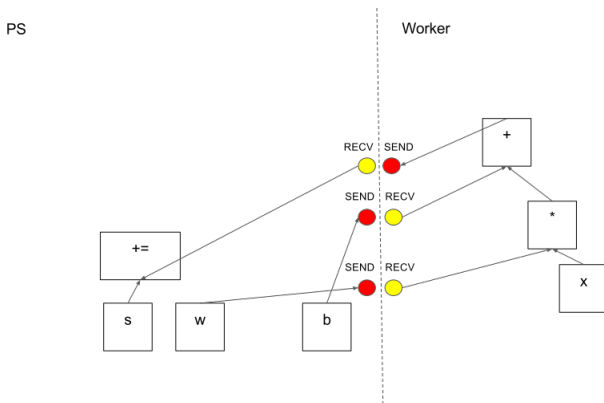 PS
Worker
+
RECV SEND
SEND RECV
*
+=
SEND RECV
x
s
w
b